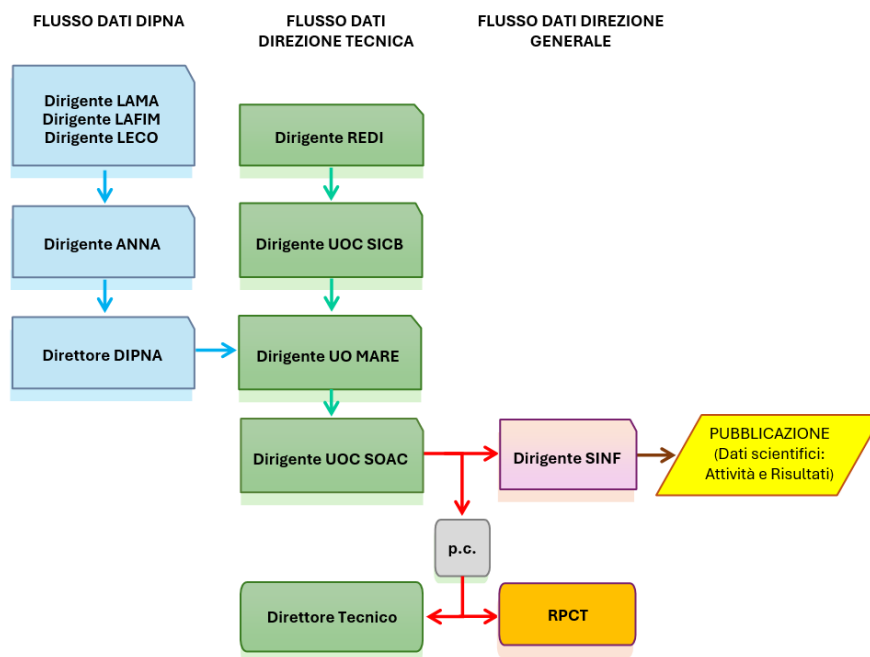 FLUSSO DATI DIPNA
FLUSSO DATI
DIREZIONE TECNICA
FLUSSO DATI DIREZIONE
GENERALE
Dirigente LAMA
Dirigente LAFIM
Dirigente LECO
Dirigente REDI
Dirigente ANNA
Dirigente UOC SICB
Direttore DIPNA
Dirigente UO MARE
Dirigente UOC SOAC
Dirigente SINF
PUBBLICAZIONE
(Dati scientifici:
Attività e Risultati)
p.c.
Direttore Tecnico
RPCT